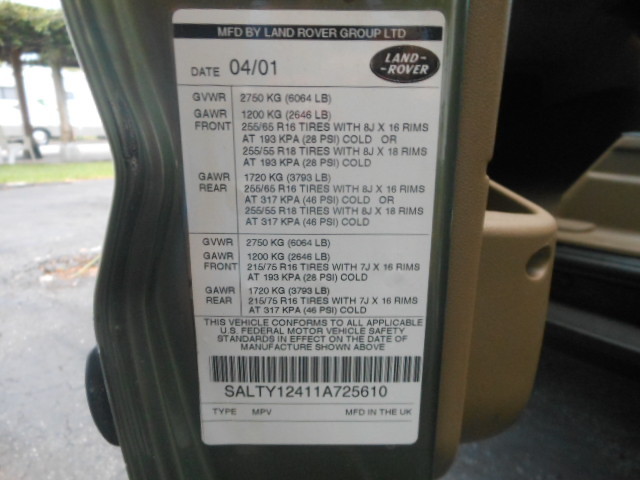 MFD BY LAND ROVER GROUP LTD
DATE 04/01
LAND-
-ROVER
GVWR 2750 KG (6064 LB)
GAWR 1200 KG (2646 LB)
FRONT 255/65 R16 TIRES WITH 8J X 16 RIMS
AT 193 KPA (28 PSI) COLD OR
255/55 R18 TIRES WITH 8J X 18 RIMS
AT 193 KPA (28 PSI) COLD
GAWR 1720 KG (3793 LB)
REAR 255/65 R16 TIRES WITH 8J X 16 RIMS
AT 317 KPA (46 PSI) COLD OR
255/55 R18 TIRES WITH 8J X 18 RIMS
AT 317 KPA (46 PSI) COLD
GVWR 2750 KG (6064 LB)
GAWR 1200 KG (2646 LB)
FRONT 215/75 R16 TIRES WITH 7J X 16 RIMS
AT 193 KPA (28 PSI) COLD
GAWR 1720 KG (3793 LB)
REAR 215/75 R16 TIRES WITH 7J X 16 RIMS
AT 317 KPA (46 PSI) COLD
THIS VEHICLE CONFORMS TO ALL APPLICABLE
U.S. FEDERAL MOTOR VEHICLE SAFETY
STANDARDS IN EFFECT ON THE DATE OF
MANUFACTURE SHOWN ABOVE
SALTY12411A725610
TYPE MPV MFD IN THE UK